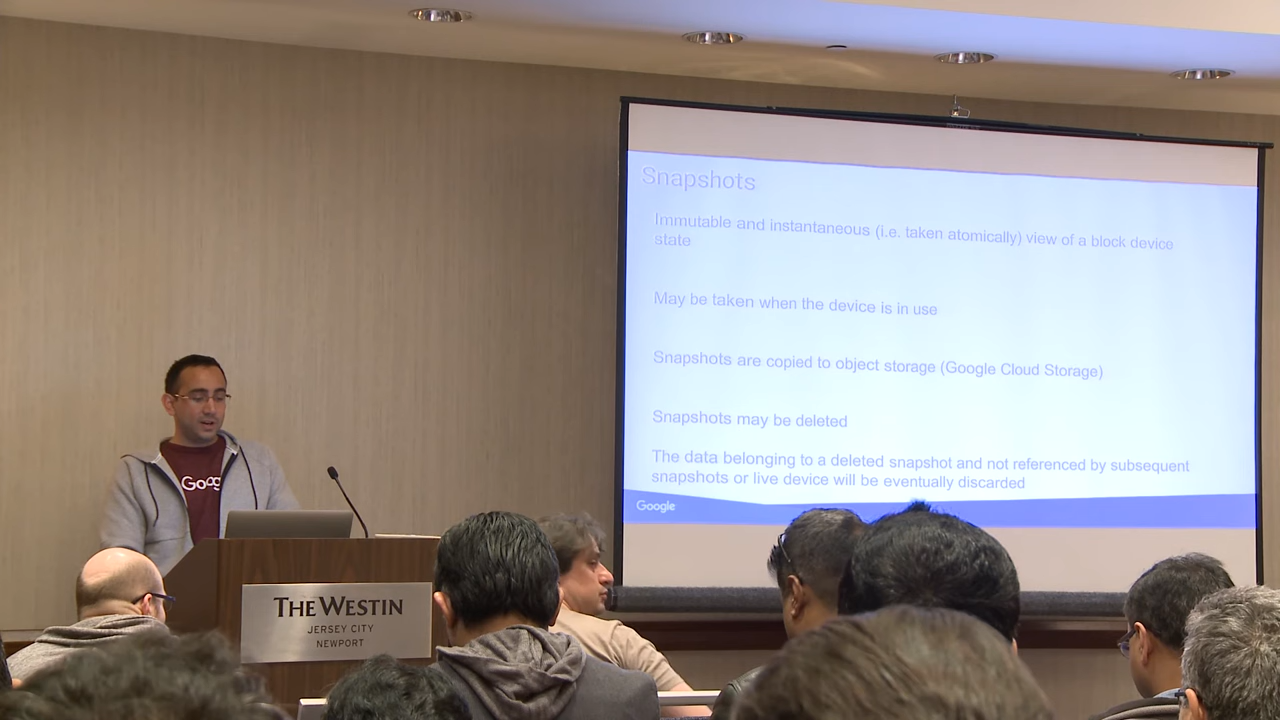 Snapshots
Immutable and instantaneous (i.e. taken atomically) view of a block device
state
May be taken when the device is in use
Snapshots are copied to object storage (Google Cloud Storage)
Snapshots may be deleted
The data belonging to a deleted snapshot and not referenced by subsequent
snapshots or live device will be eventually discarded
Google
Goog
THE WESTIN
JERSEY CITY
NEWPORT